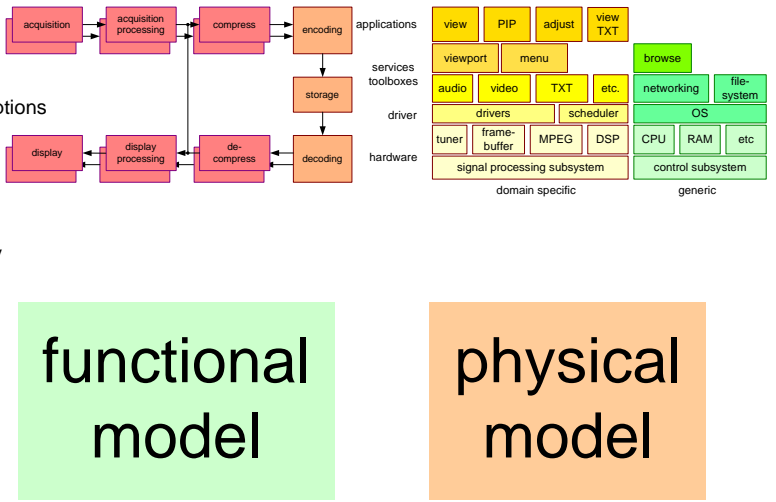 acquisition
acquisition
processing
compress
encoding
storage
otions
display
display
processing
de-
compress
decoding
applications
services
toolboxes
driver
hardware
view
PIP
adjust
view
TXT
viewport
menu
browse
audio
video
TXT
etc.
networking
file-
system
drivers
scheduler
OS
tuner
frame-
buffer
MPEG
DSP
CPU
RAM
etc
signal processing subsystem
control subsystem
domain specific
generic
functional
model
physical
model